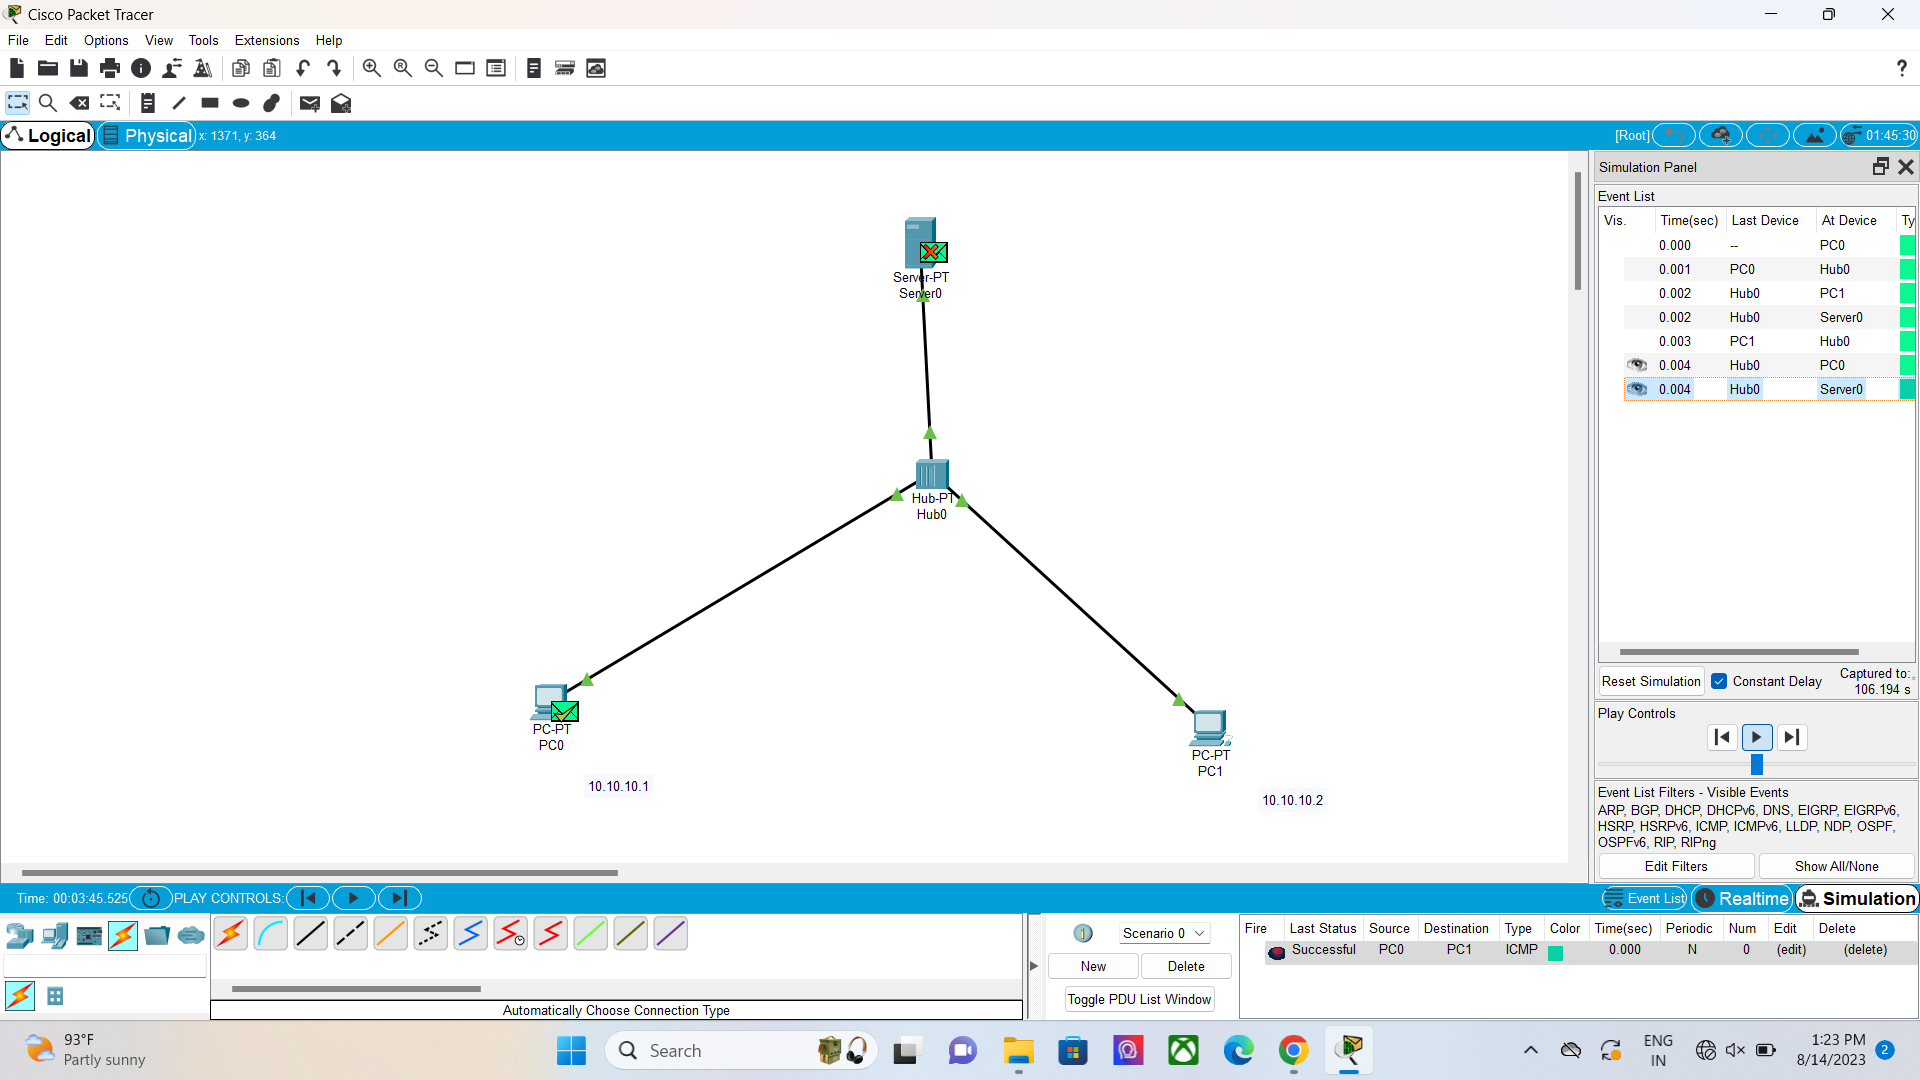 Cisco Packet Tracer
File Edit Options View Tools Extensions Help
?
Logical Physical x: 1371, y: 364 [Root] 01:45:30
Server-PT
Server0
Hub-PT
Hub0
PC-PT
PC0
10.10.10.1
PC-PT
PC1
10.10.10.2
Simulation Panel
Event List
Vis. Time(sec) Last Device At Device Ty
0.000 -- PC0
0.001 PC0 Hub0
0.002 Hub0 PC1
0.002 Hub0 Server0
0.003 PC1 Hub0
0.004 Hub0 PC0
0.004 Hub0 Server0
Reset Simulation Constant Delay Captured to:
106.194 s
Play Controls
Event List Filters - Visible Events
ARP, BGP, DHCP, DHCPv6, DNS, EIGRP, EIGRPv6,
HSRP, HSRPv6, ICMP, ICMPv6, LLDP, NDP, OSPF,
OSPFv6, RIP, RIPng
Edit Filters Show All/None
Time: 00:03:45.525 PLAY CONTROLS: Event List Realtime Simulation
Automatically Choose Connection Type
Scenario 0
New Delete
Toggle PDU List Window
Fire Last Status Source Destination Type Color Time(sec) Periodic Num Edit Delete
Successful PC0 PC1 ICMP 0.000 N 0 (edit) (delete)
93°F
Partly sunny
Search
ENG
IN
1:23 PM
8/14/2023
2